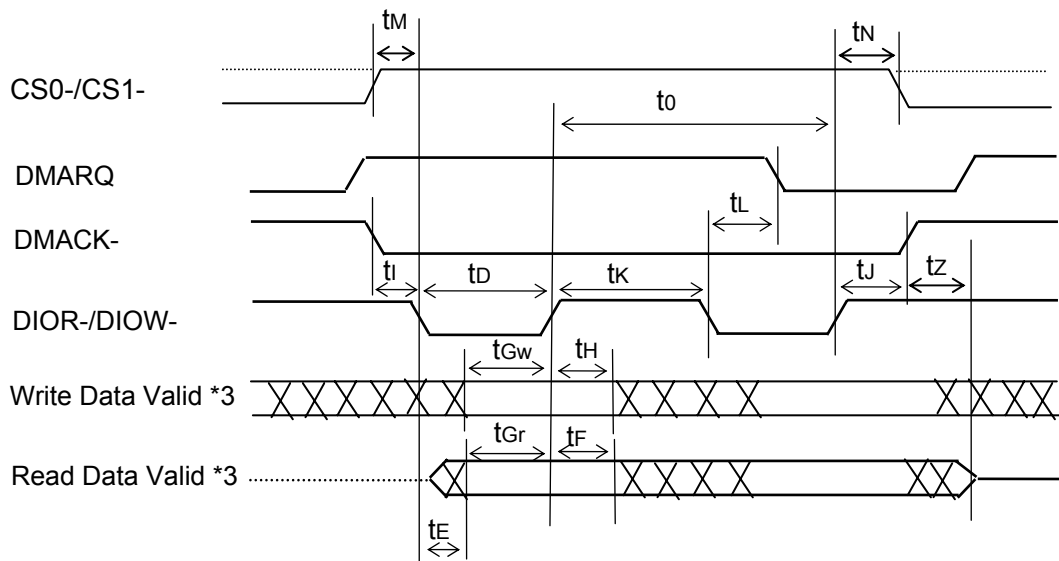 tM
tN
CS0-/CS1-
t0
DMARQ
tL
DMACK-
tI
tD
tK
tJ
tZ
DIOR-/DIOW-
tGw
tH
Write Data Valid *3
tGr
tF
Read Data Valid *3
tE